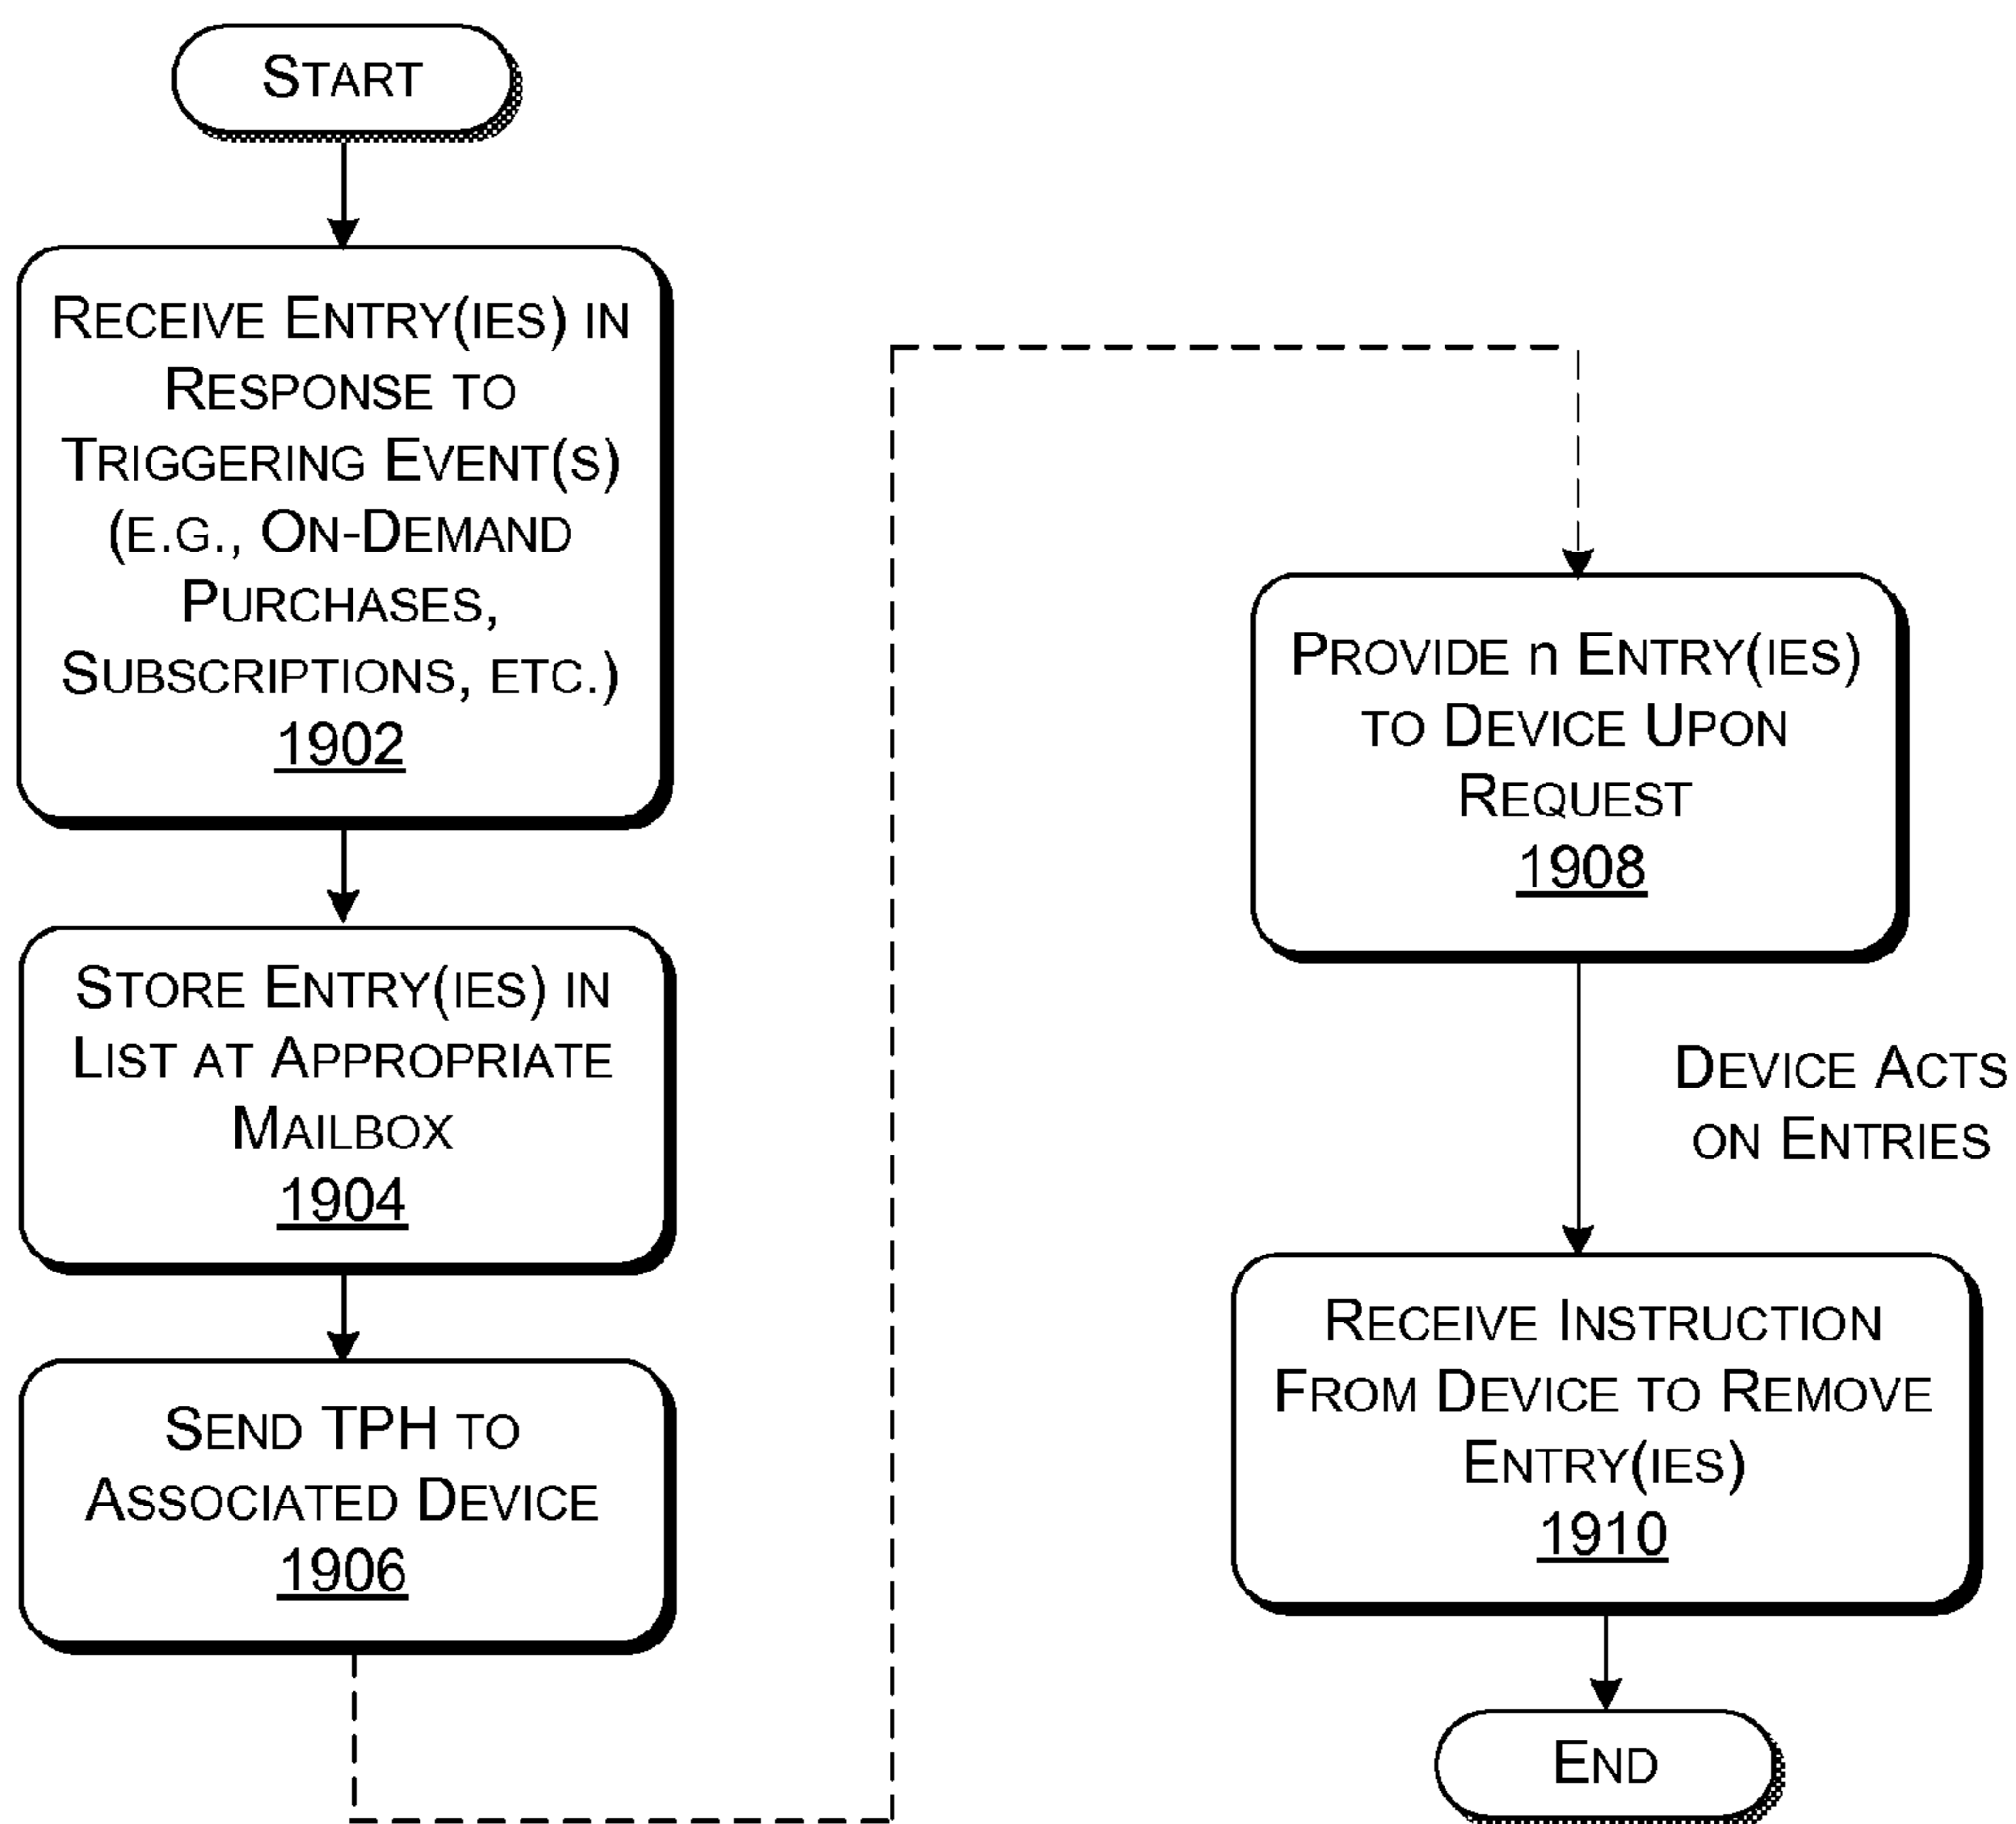 START
RECEIVE ENTRY(IES) IN
RESPONSE TO
TRIGGERING EVENT(S)
(E.G., ON-DEMAND
PURCHASES,
SUBSCRIPTIONS, ETC.)
1902
STORE ENTRY(IES) IN
LIST AT APPROPRIATE
MAILBOX
1904
SEND TPH TO
ASSOCIATED DEVICE
1906
PROVIDE n ENTRY(IES)
TO DEVICE UPON
REQUEST
1908
DEVICE ACTS
ON ENTRIES
RECEIVE INSTRUCTION
FROM DEVICE TO REMOVE
ENTRY(IES)
1910
END